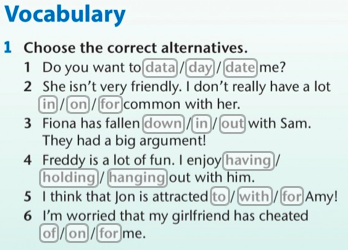 Vocabulary
1 Choose the correct alternatives.
1 Do you want to data / day / date me?
2 She isn't very friendly. I don't really have a lot
in / on / for common with her.
3 Fiona has fallen down / in / out with Sam.
They had a big argument!
4 Freddy is a lot of fun. I enjoy having /
holding / hanging out with him.
5 I think that Jon is attracted to / with / for Amy!
6 I'm worried that my girlfriend has cheated
of / on / for me.